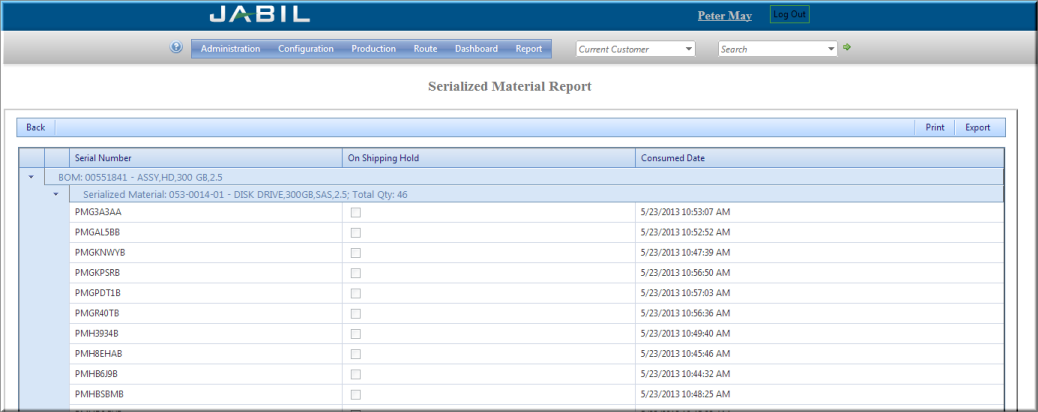 JABIL
Peter May Log Out
Administration Configuration Production Route Dashboard Report Current Customer Search
Serialized Material Report
Back Print Export
Serial Number On Shipping Hold Consumed Date
BOM: 00551841 - ASSY,HD,300 GB,2.5
Serialized Material: 053-0014-01 - DISK DRIVE,300GB,SAS,2.5; Total Qty: 46
PMG3A3AA 5/23/2013 10:53:07 AM
PMGAL5BB 5/23/2013 10:52:52 AM
PMGKNWYB 5/23/2013 10:47:39 AM
PMGKPSRB 5/23/2013 10:56:50 AM
PMGPDT1B 5/23/2013 10:57:03 AM
PMGR40TB 5/23/2013 10:56:36 AM
PMH3934B 5/23/2013 10:49:40 AM
PMH8EHAB 5/23/2013 10:45:46 AM
PMHB6J9B 5/23/2013 10:44:32 AM
PMHBSBMB 5/23/2013 10:48:25 AM